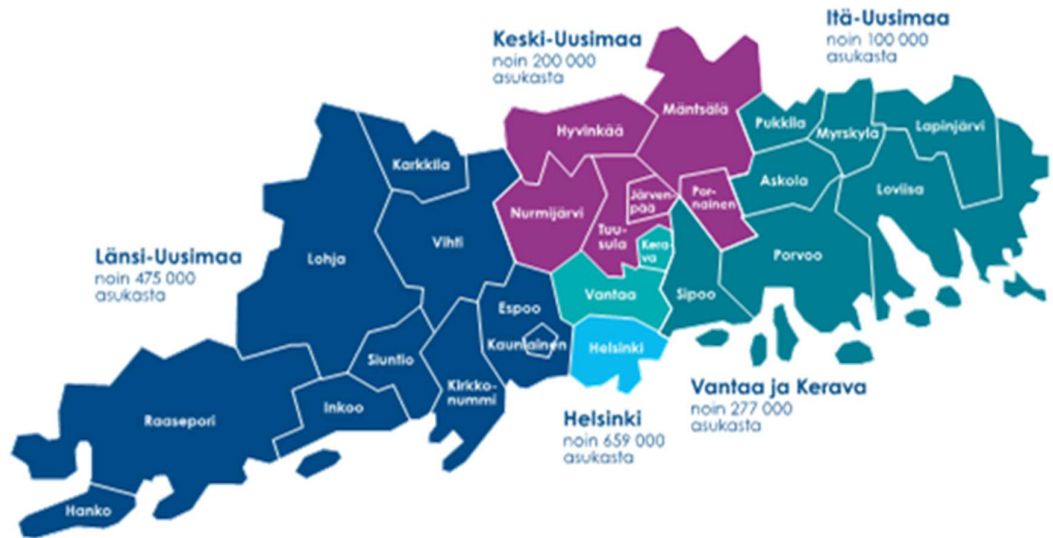 Itä-Uusimaa
noin 100 000
asukasta
Keski-Uusimaa
noin 200 000
asukasta
Mäntsälä
Hyvinkää
Pukkila
Myrskyla
Lapinjärvi
Karkkila
Askola
Loviisa
Järven-
pää
Por-
nainen
Nurmijärvi
Tuu-
sula
Kera-
va
Vihti
Porvoo
Länsi-Uusimaa
noin 475 000
asukasta
Lohja
Vantaa
Sipoo
Espoo
Kauniainen
Helsinki
Siuntio
Kirkko-
nummi
Inkoo
Raasepori
Hanko
Vantaa ja Kerava
noin 277 000
asukasta
Helsinki
noin 659 000
asukasta